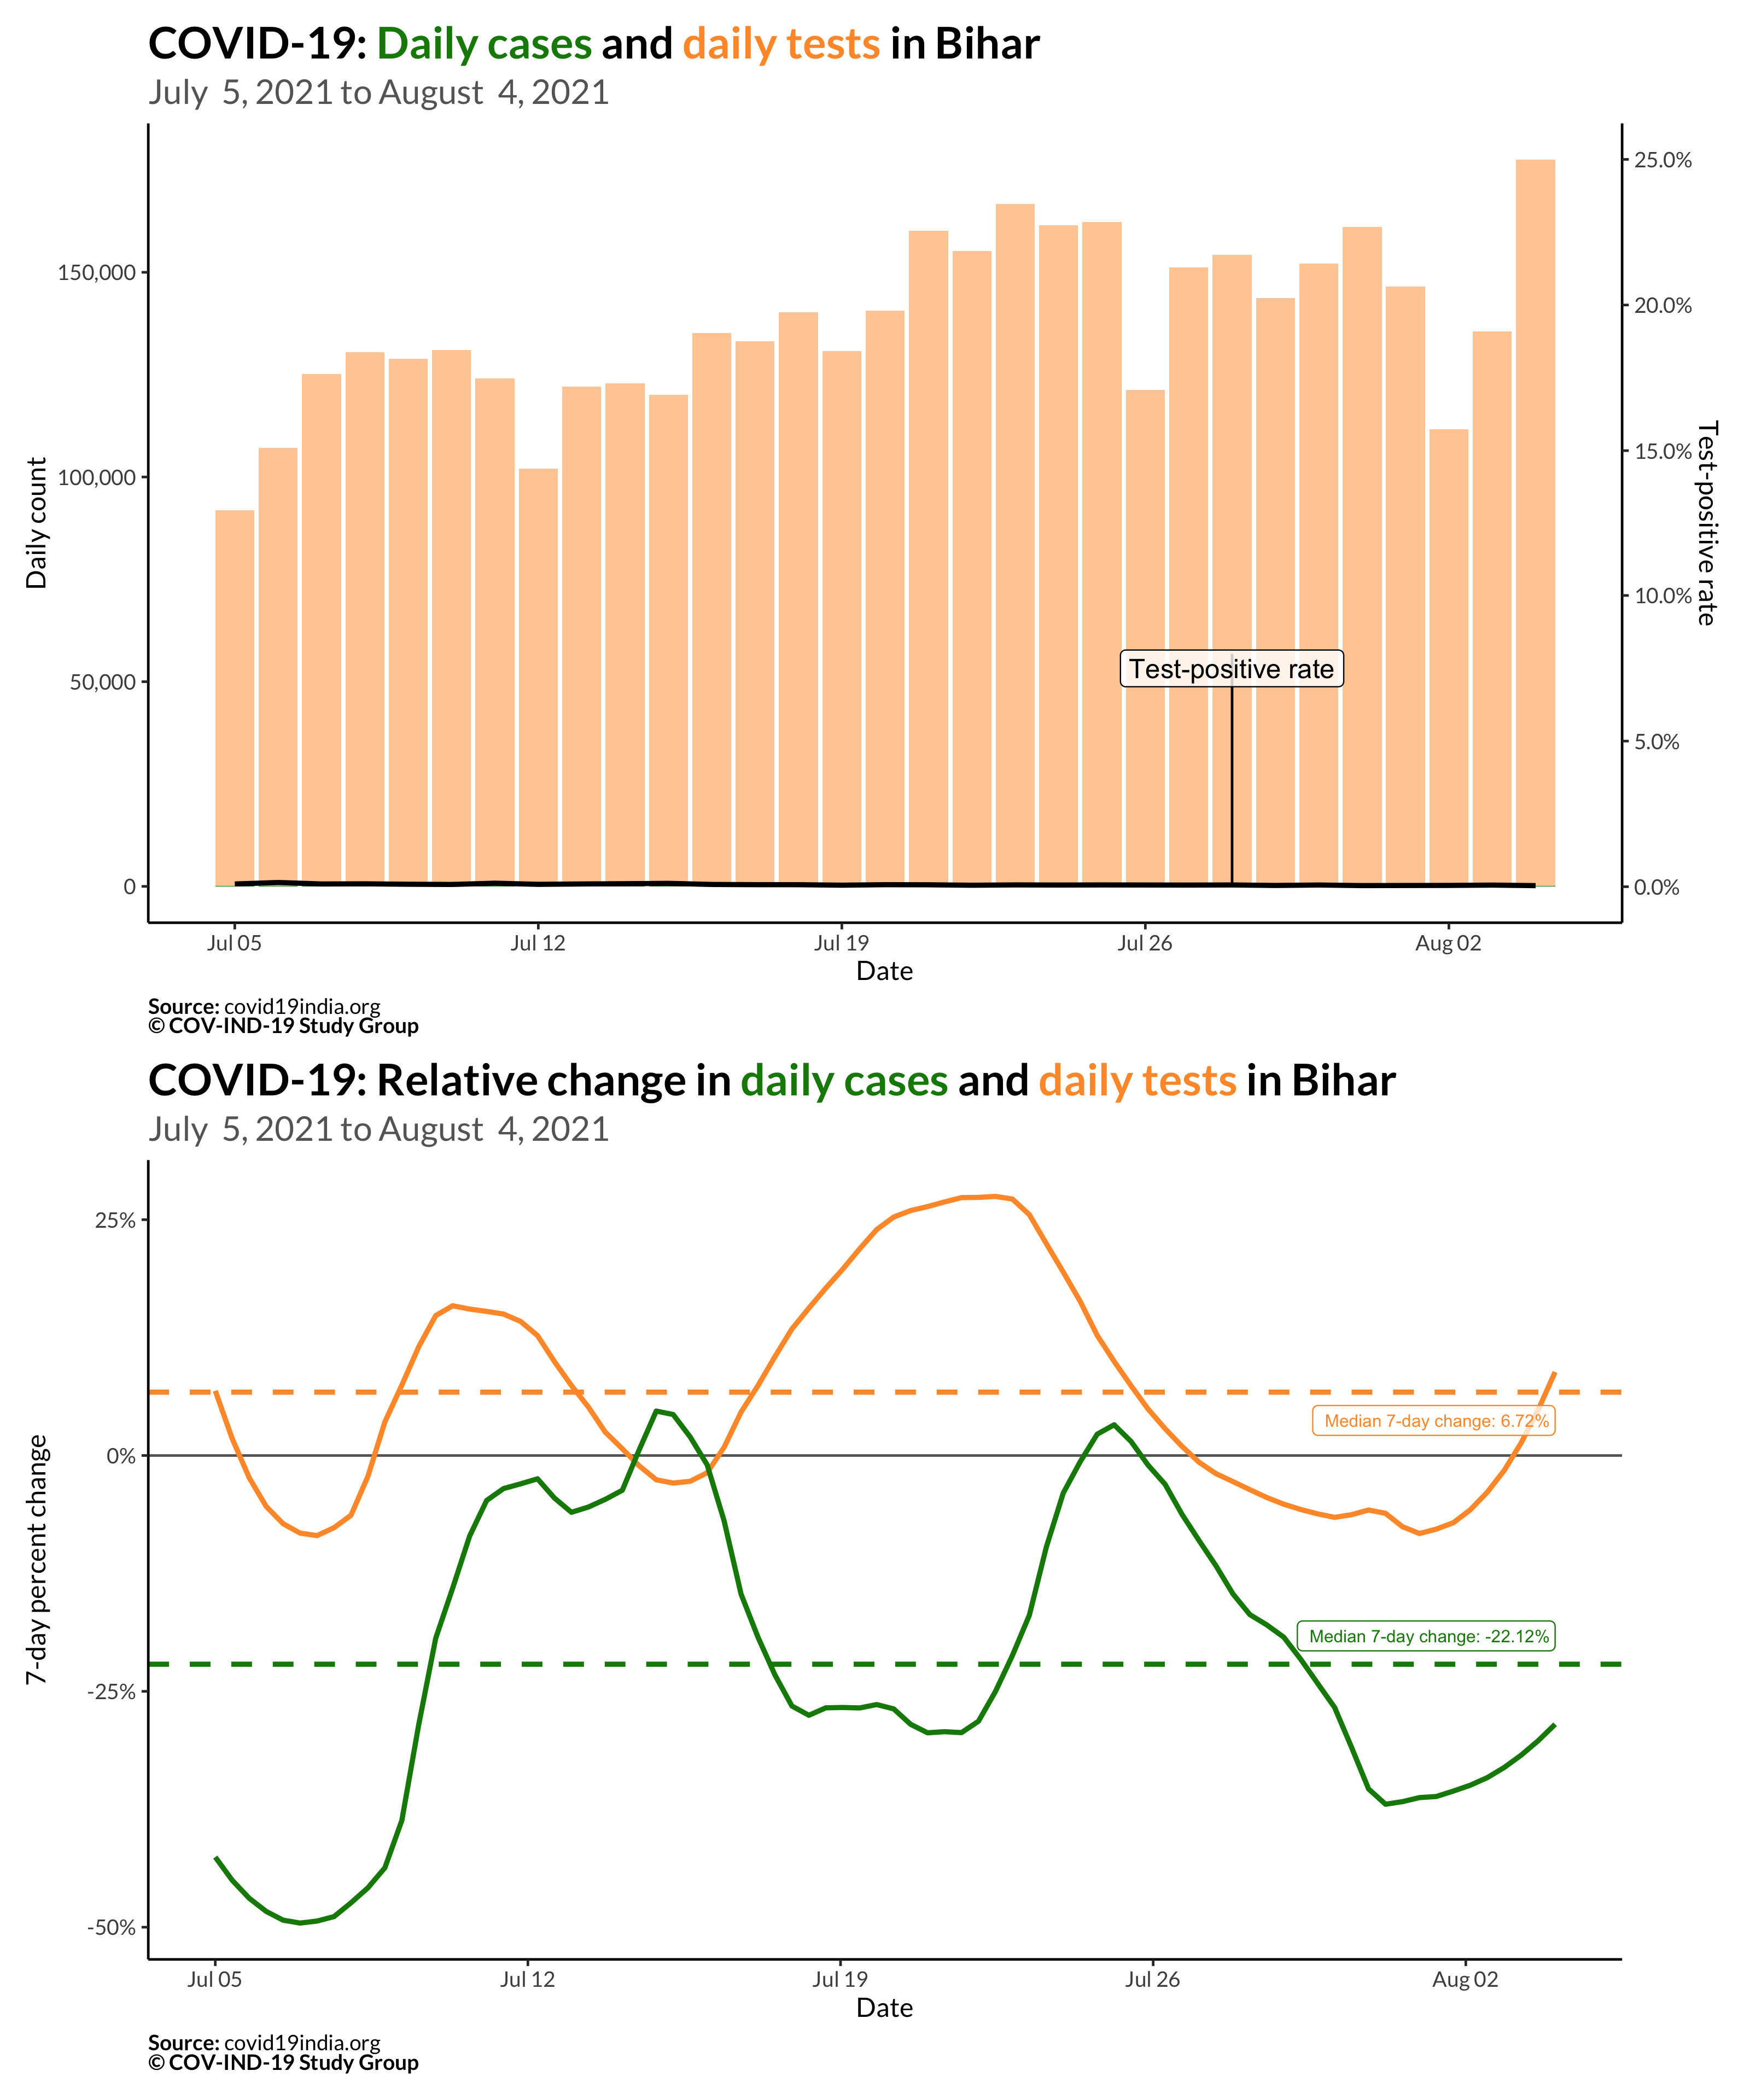 COVID-19: Daily cases and daily tests in Bihar
July  5, 2021 to August  4, 2021
Daily count
150,000
100,000
50,000
0
25.0%
20.0%
15.0%
10.0%
5.0%
0.0%
Test-positive rate
Test-positive rate
Jul 05
Jul 12
Jul 19
Jul 26
Aug 02
Date
Source: covid19india.org
© COV-IND-19 Study Group
COVID-19: Relative change in daily cases and daily tests in Bihar
July  5, 2021 to August  4, 2021
7-day percent change
25%
0%
-25%
-50%
Median 7-day change: 6.72%
Median 7-day change: -22.12%
Jul 05
Jul 12
Jul 19
Jul 26
Aug 02
Date
Source: covid19india.org
© COV-IND-19 Study Group